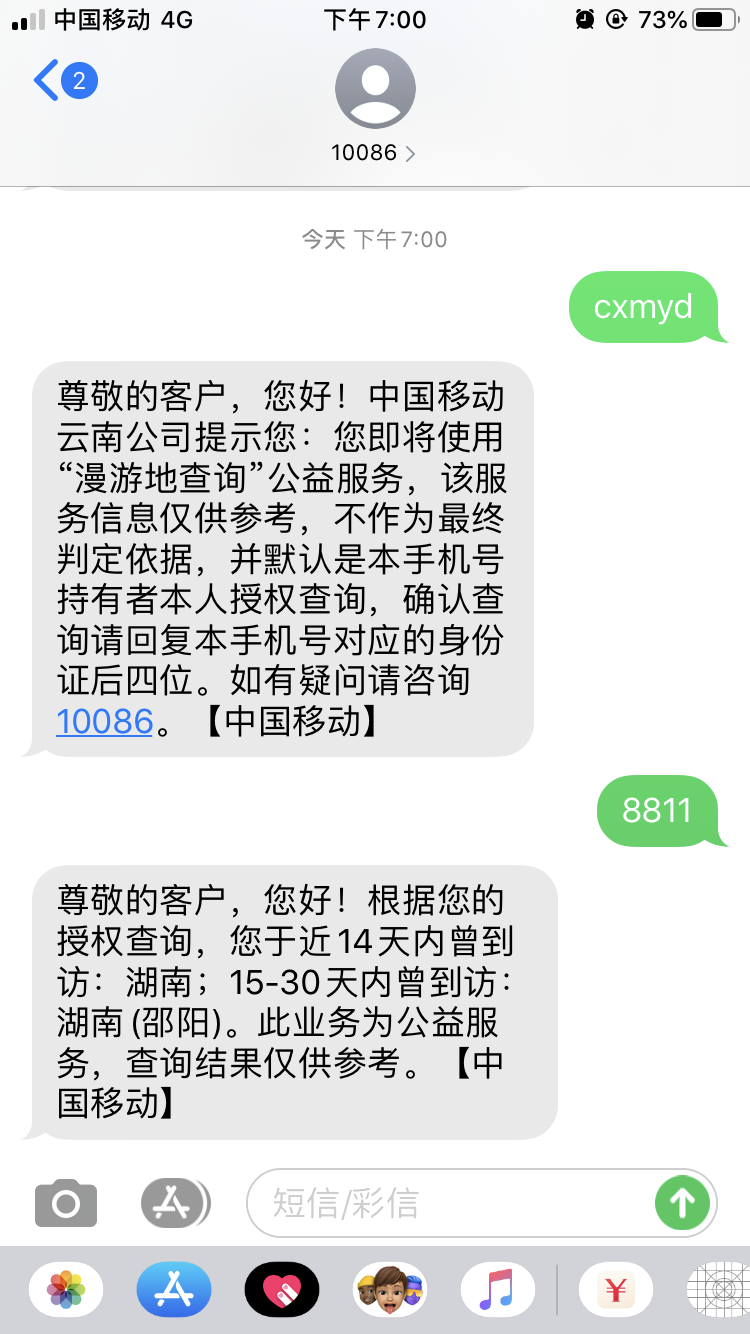 中国移动 4G 下午7:00 73%
2
10086
今天 下午7:00
cxmyd
尊敬的客户，您好！中国移动
云南公司提示您：您即将使用
“漫游地查询”公益服务，该服
务信息仅供参考，不作为最终
判定依据，并默认是本手机号
持有者本人授权查询，确认查
询请回复本手机号对应的身份
证后四位。如有疑问请咨询
10086。【中国移动】
8811
尊敬的客户，您好！根据您的
授权查询，您于近14天内曾到
访：湖南；15-30天内曾到访：
湖南(邵阳)。此业务为公益服
务，查询结果仅供参考。【中
国移动】
短信/彩信
¥